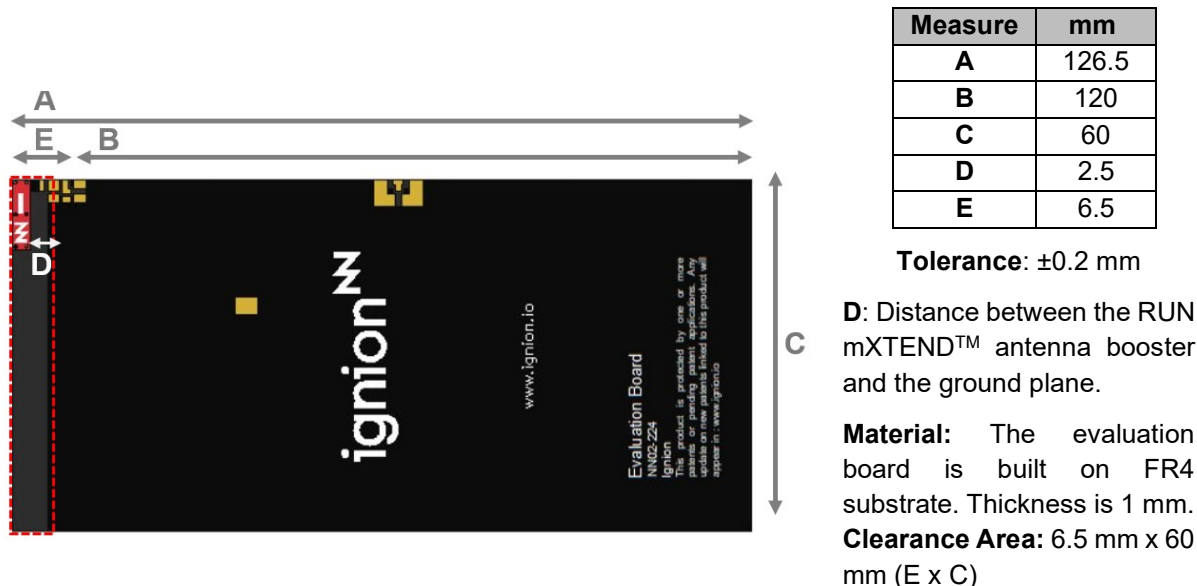 Measure mm
A 126.5
B 120
C 60
D 2.5
E 6.5
Tolerance: ±0.2 mm
D: Distance between the RUN
mXTEND™ antenna booster
and the ground plane.
Material: The evaluation
board is built on FR4
substrate. Thickness is 1 mm.
Clearance Area: 6.5 mm x 60
mm (E x C)
A
E B
D
C
ignion
www.ignion.io
Evaluation Board
NN02-224
Ignion
This product is protected by one or more
patents or pending patent applications. Any
update on new patents linked to this product will
appear in : www.ignion.io